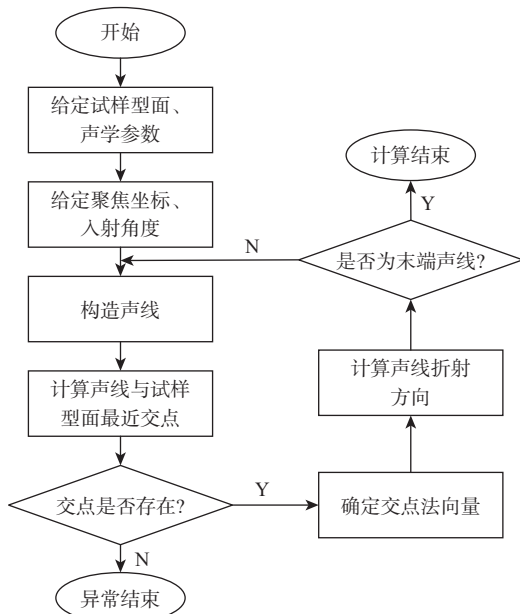 开始
给定试样型面、
声学参数
给定聚焦坐标、
入射角度
构造声线
计算声线与试样
型面最近交点
交点是否存在?
Y
N
异常结束
确定交点法向量
计算声线折射
方向
是否为末端声线?
N
Y
计算结束